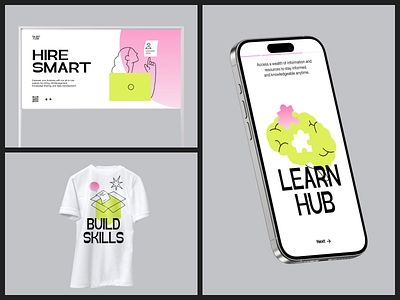 HIRE
SMART
Access a wealth of information and
resources to stay informed,
and knowledgeable anytime.
LEARN
HUB
Next →
BUILD
SKILLS